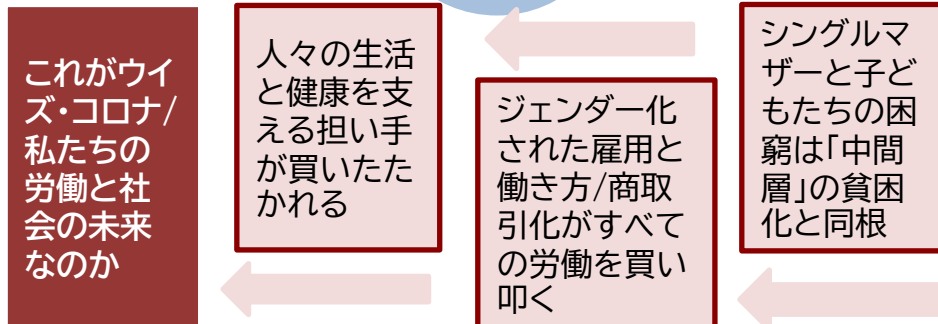 これがウイ
ズ・コロナ/
私たちの
労働と社
会の未来
なのか
人々の生活
と健康を支
える担い手
が買いたた
かれる
ジェンダー化
された雇用と
働き方/商取
引化がすべて
の労働を買い
叩く
シングルマ
ザーと子ど
もたちの困
窮は「中間
層」の貧困
化と同根